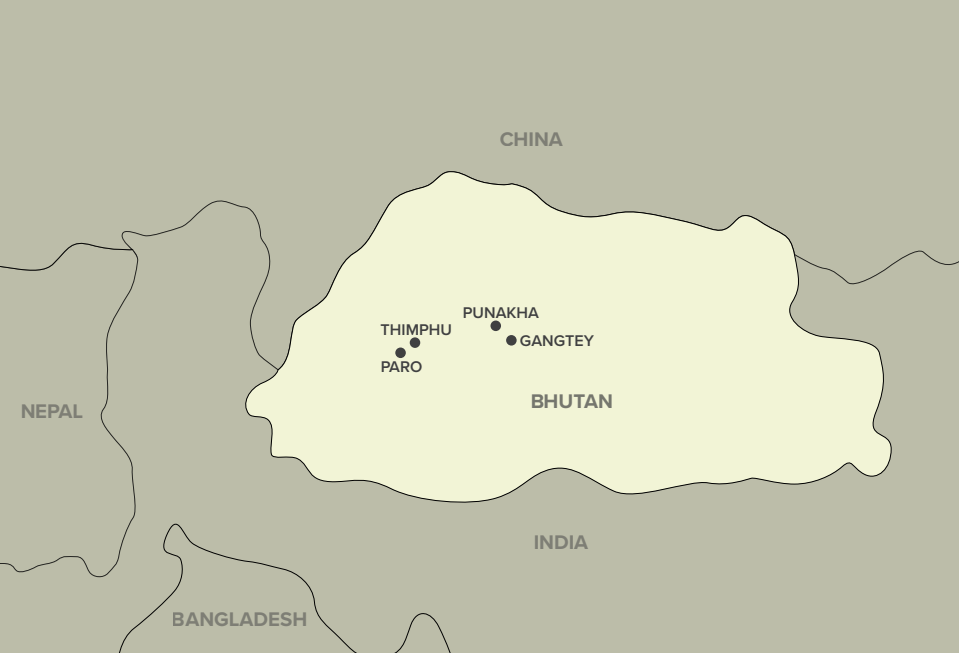 CHINA
PUNAKHA
THIMPHU
GANGTEY
PARO
BHUTAN
NEPAL
INDIA
BANGLADESH